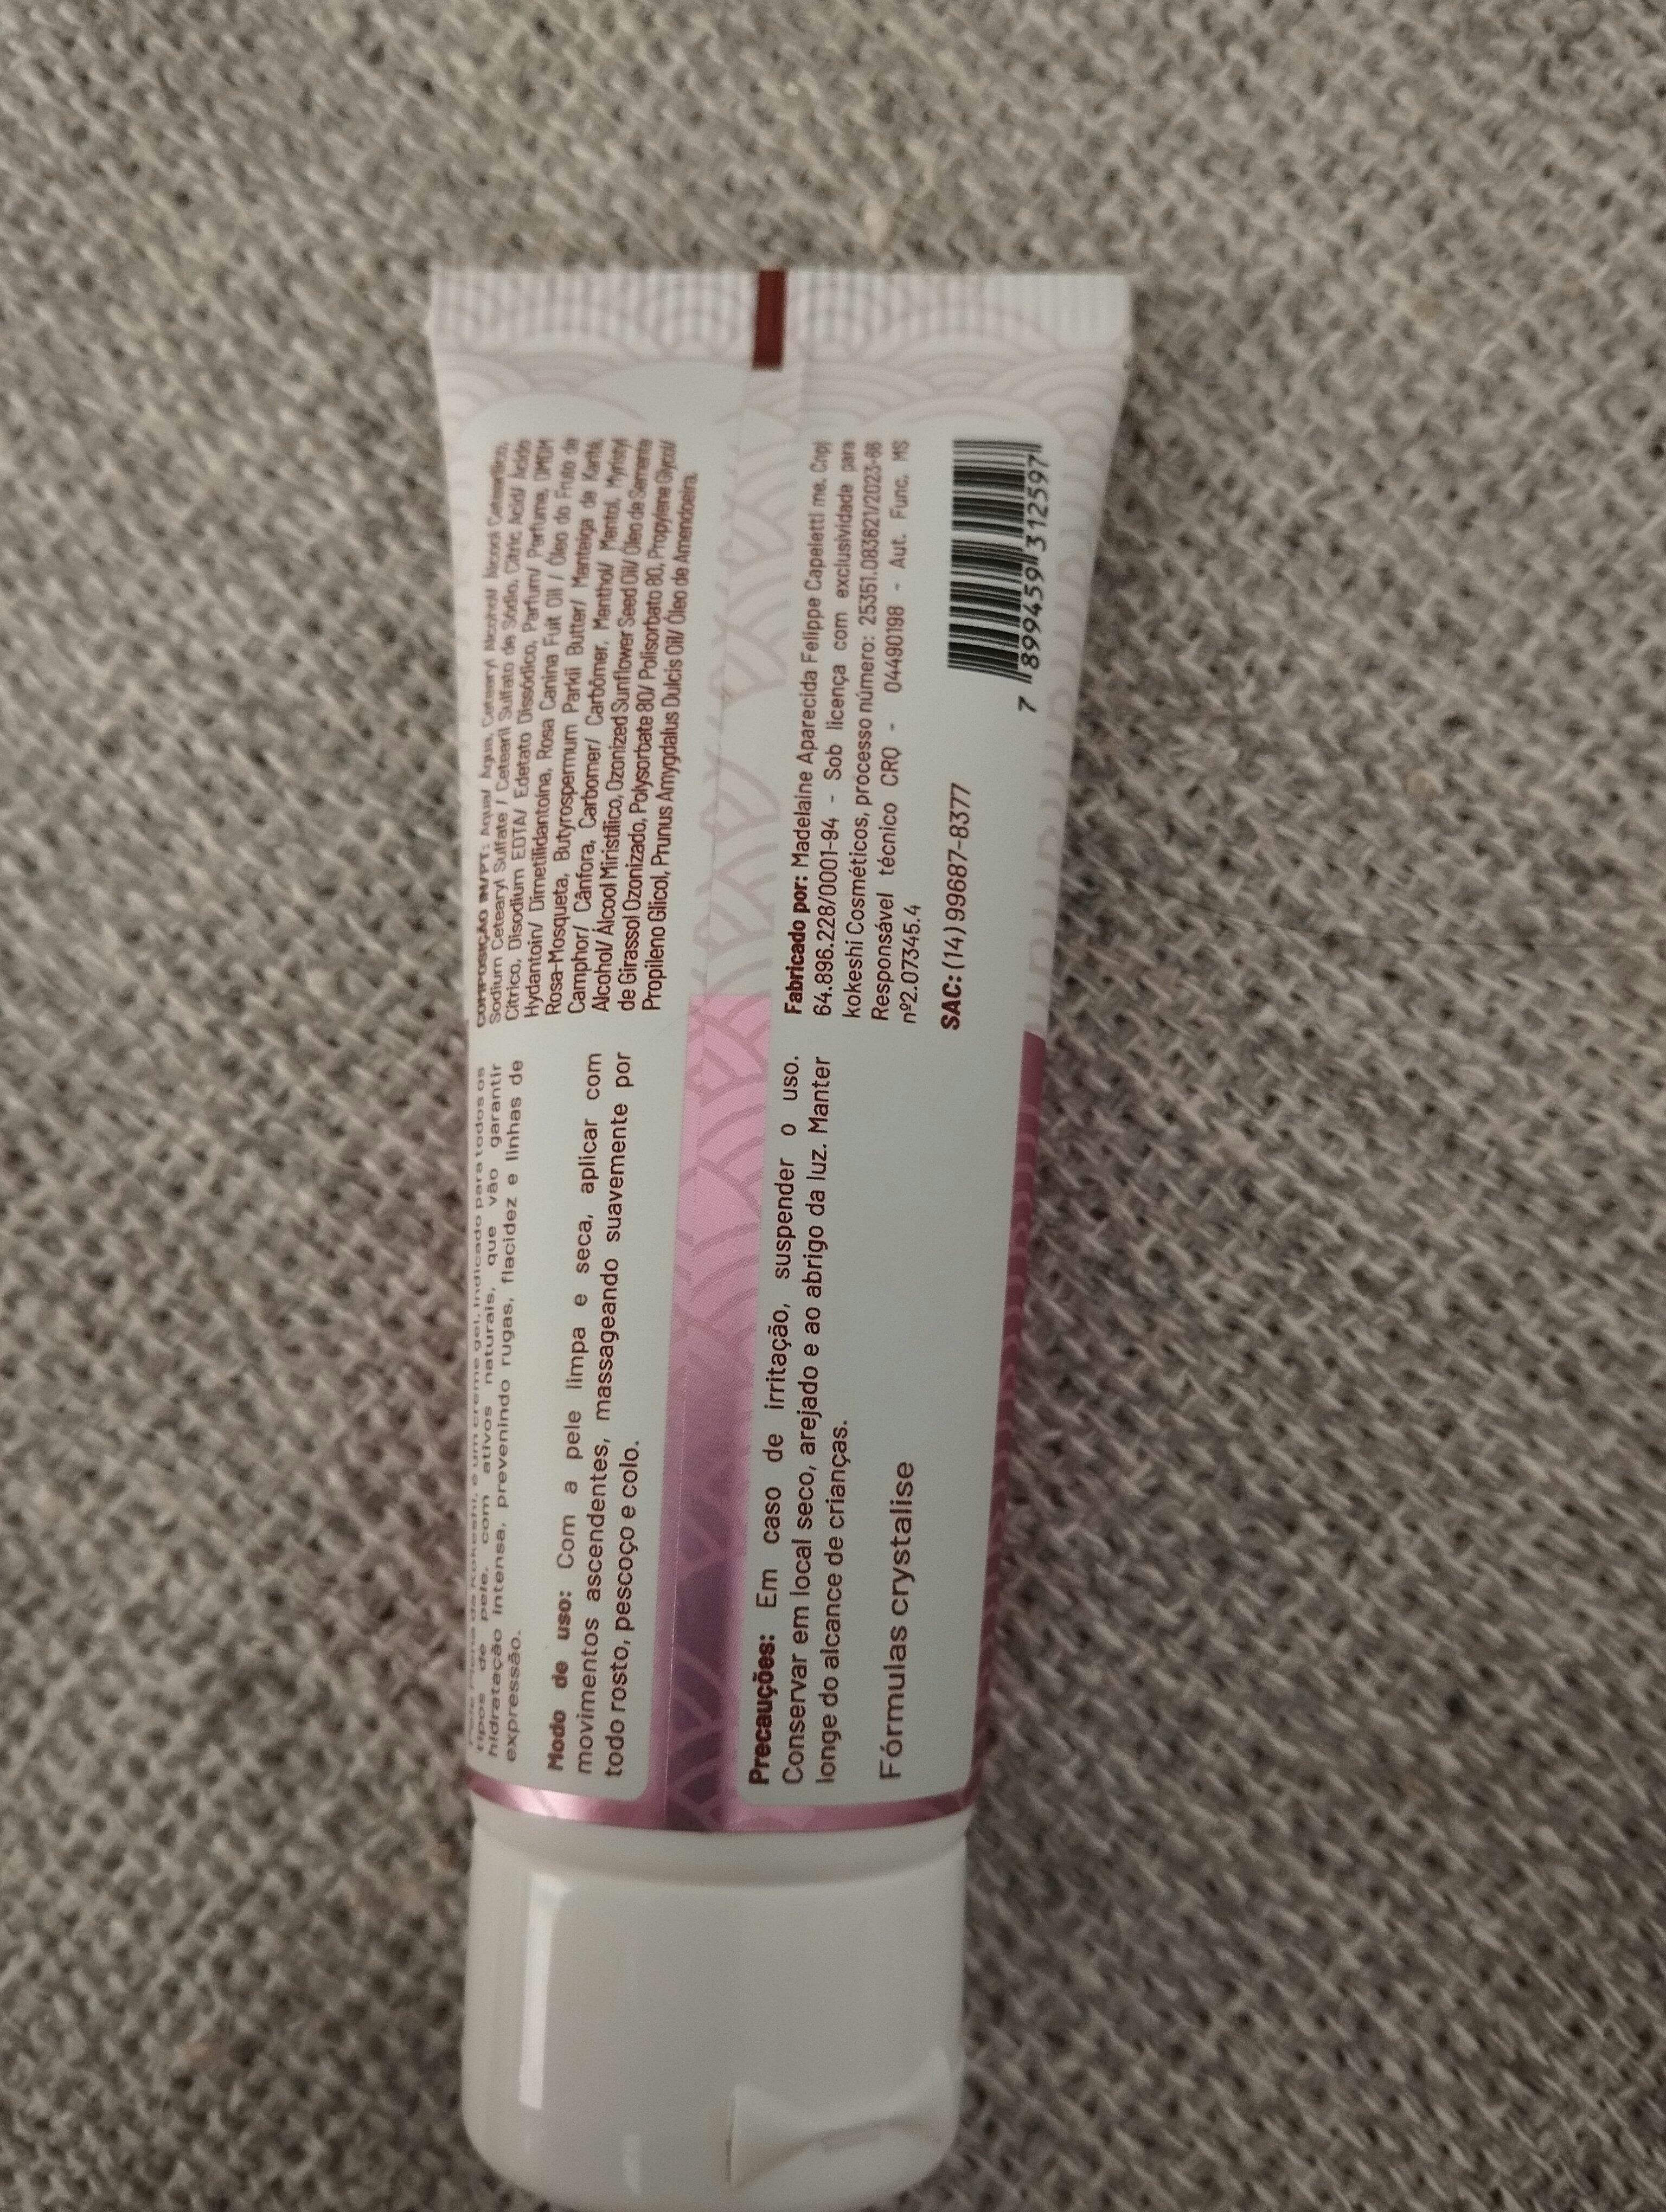 Kokeshi, é um creme gel, indicado para todos os
tipos de pele, com ativos naturais, que vão garantir
hidratação intensa, prevenindo rugas, flacidez e linhas de
expressão.
Modo de uso: Com a pele limpa e seca, aplicar com
movimentos ascendentes, massageando suavemente por
todo rosto, pescoço e colo.
Precauções: Em caso de irritação, suspender o uso.
Conservar em local seco, arejado e ao abrigo da luz. Manter
longe do alcance de crianças.
Fórmulas crystalise
COMPOSIÇÃO IN/PT: Aqua/ Água, Cetearyl Alcohol/ Álcool Cetearílico,
Sodium Cetearyl Sulfate / Cetearil Sulfato de Sódio, Citric Acid/ Ácido
Cítrico, Disodium EDTA/ Edetato Dissódico, Parfum/ Perfume, DMDM
Hydantoin/ Dimetilidantoina, Rosa Canina Fuit Oil / Óleo do Fruto de
Rosa-Mosqueta, Butyrospermum Parkii Butter/ Manteiga de Karité,
Camphor/ Cânfora, Carbomer/ Carbômer, Menthol/ Mentol, Myristyl
Alcohol/ Álcool Miristílico, Ozonized Sunflower Seed Oil/ Óleo de Semente
de Girassol Ozonizado, Polysorbate 80/ Polisorbato 80, Propylene Glycol/
Propileno Glicol, Prunus Amygdalus Dulcis Oil/ Óleo de Amendoeira.
Fabricado por: Madelaine Aparecida Felippe Capeletti me. Cnpj
64.896.228/0001-94 - Sob licença com exclusividade para
kokeshi Cosméticos, processo número: 25351.083621/2023-68
Responsável técnico CRQ - 04490198 - Aut. Func. MS
nº2.07345.4
SAC: (14) 99687-8377
7 899459 312597